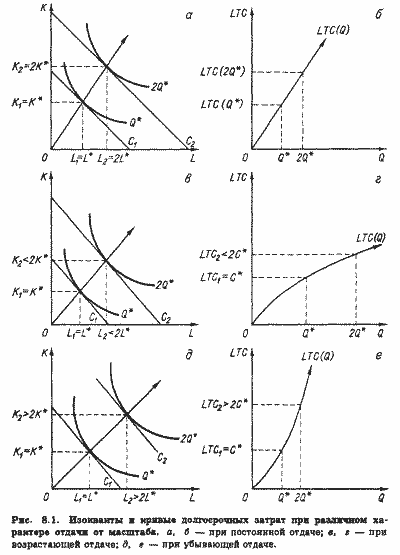 K а
K₂=2K*
K₁=K*
2Q*
Q*
C₁ C₂
0 L₁=L* L₂=2L* L
LTC б
LTC(Q)
LTC(2Q*)
LTC(Q*)
0 Q* 2Q* Q
K в
K₂<2K*
K₁=K*
2Q*
Q*
C₁ C₂
0 L₁=L* L₂<2L* L
LTC г
LTC(Q)
LTC₂<2C*
LTC₁=C*
0 Q* 2Q* Q
K д
K₂>2K*
K₁=K*
2Q*
C₂
Q*
C₁
0 L₁=L* L₂>2L* L
LTC е
LTC(Q)
LTC₂>2C*
LTC₁=C*
0 Q* 2Q* Q
Рис. 8.1. Изокванты и кривые долгосрочных затрат при различном ха-
рактере отдачи от масштаба. а, б — при постоянной отдаче; в, г — при
возрастающей отдаче; д, е — при убывающей отдаче.